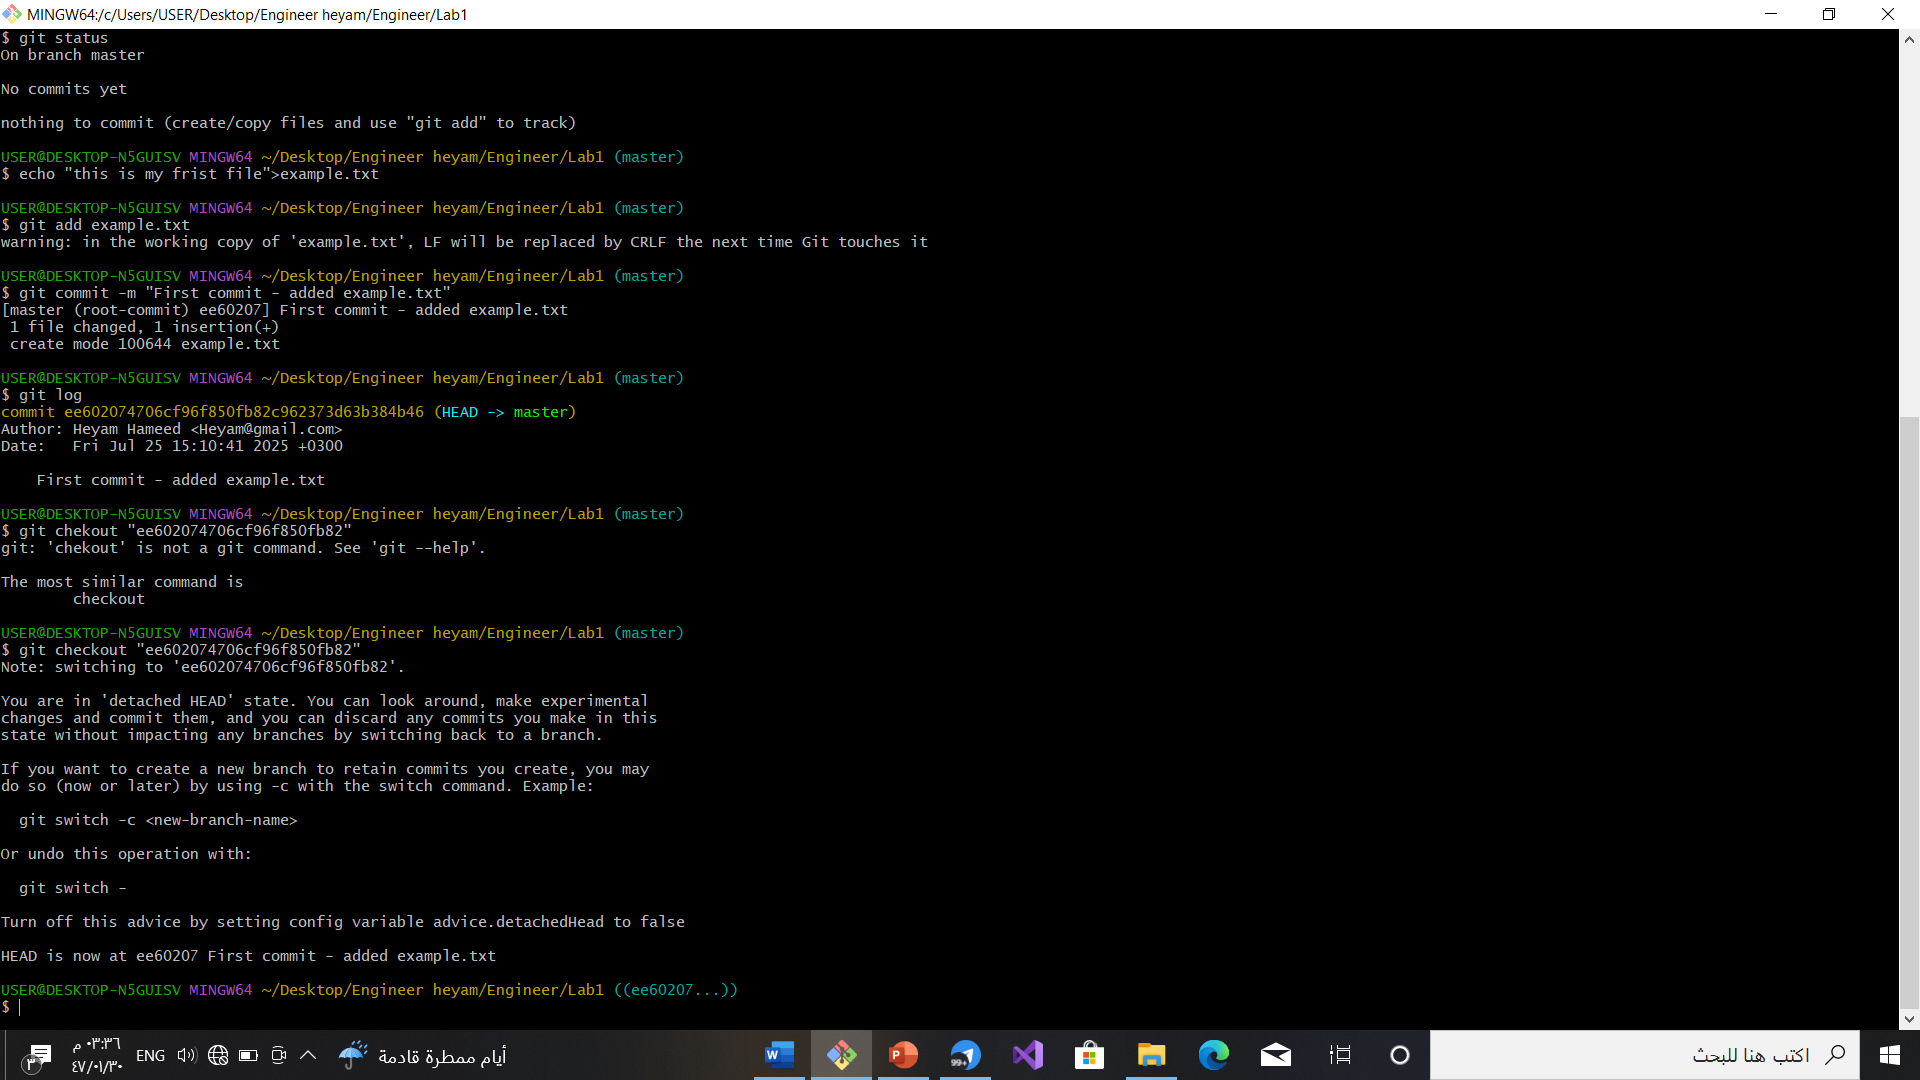 MINGW64:/c/Users/USER/Desktop/Engineer heyam/Engineer/Lab1
$ git status
On branch master
No commits yet
nothing to commit (create/copy files and use "git add" to track)
USER@DESKTOP-N5GUISV MINGW64 ~/Desktop/Engineer heyam/Engineer/Lab1 (master)
$ echo "this is my frist file">example.txt
USER@DESKTOP-N5GUISV MINGW64 ~/Desktop/Engineer heyam/Engineer/Lab1 (master)
$ git add example.txt
warning: in the working copy of 'example.txt', LF will be replaced by CRLF the next time Git touches it
USER@DESKTOP-N5GUISV MINGW64 ~/Desktop/Engineer heyam/Engineer/Lab1 (master)
$ git commit -m "First commit - added example.txt"
[master (root-commit) ee60207] First commit - added example.txt
1 file changed, 1 insertion(+)
create mode 100644 example.txt
USER@DESKTOP-N5GUISV MINGW64 ~/Desktop/Engineer heyam/Engineer/Lab1 (master)
$ git log
commit ee602074706cf96f850fb82c962373d63b384b46 (HEAD -> master)
Author: Heyam Hameed <Heyam@gmail.com>
Date:   Fri Jul 25 15:10:41 2025 +0300
First commit - added example.txt
USER@DESKTOP-N5GUISV MINGW64 ~/Desktop/Engineer heyam/Engineer/Lab1 (master)
$ git chekout "ee602074706cf96f850fb82"
git: 'chekout' is not a git command. See 'git --help'.
The most similar command is
checkout
USER@DESKTOP-N5GUISV MINGW64 ~/Desktop/Engineer heyam/Engineer/Lab1 (master)
$ git checkout "ee602074706cf96f850fb82"
Note: switching to 'ee602074706cf96f850fb82'.
You are in 'detached HEAD' state. You can look around, make experimental
changes and commit them, and you can discard any commits you make in this
state without impacting any branches by switching back to a branch.
If you want to create a new branch to retain commits you create, you may
do so (now or later) by using -c with the switch command. Example:
git switch -c <new-branch-name>
Or undo this operation with:
git switch -
Turn off this advice by setting config variable advice.detachedHead to false
HEAD is now at ee60207 First commit - added example.txt
USER@DESKTOP-N5GUISV MINGW64 ~/Desktop/Engineer heyam/Engineer/Lab1 ((ee60207...))
$
اكتب هنا للبحث
99+
أيام ممطرة قادمة
ENG
٠٣:٣٦ م
٤٧/٠١/٣٠
٣